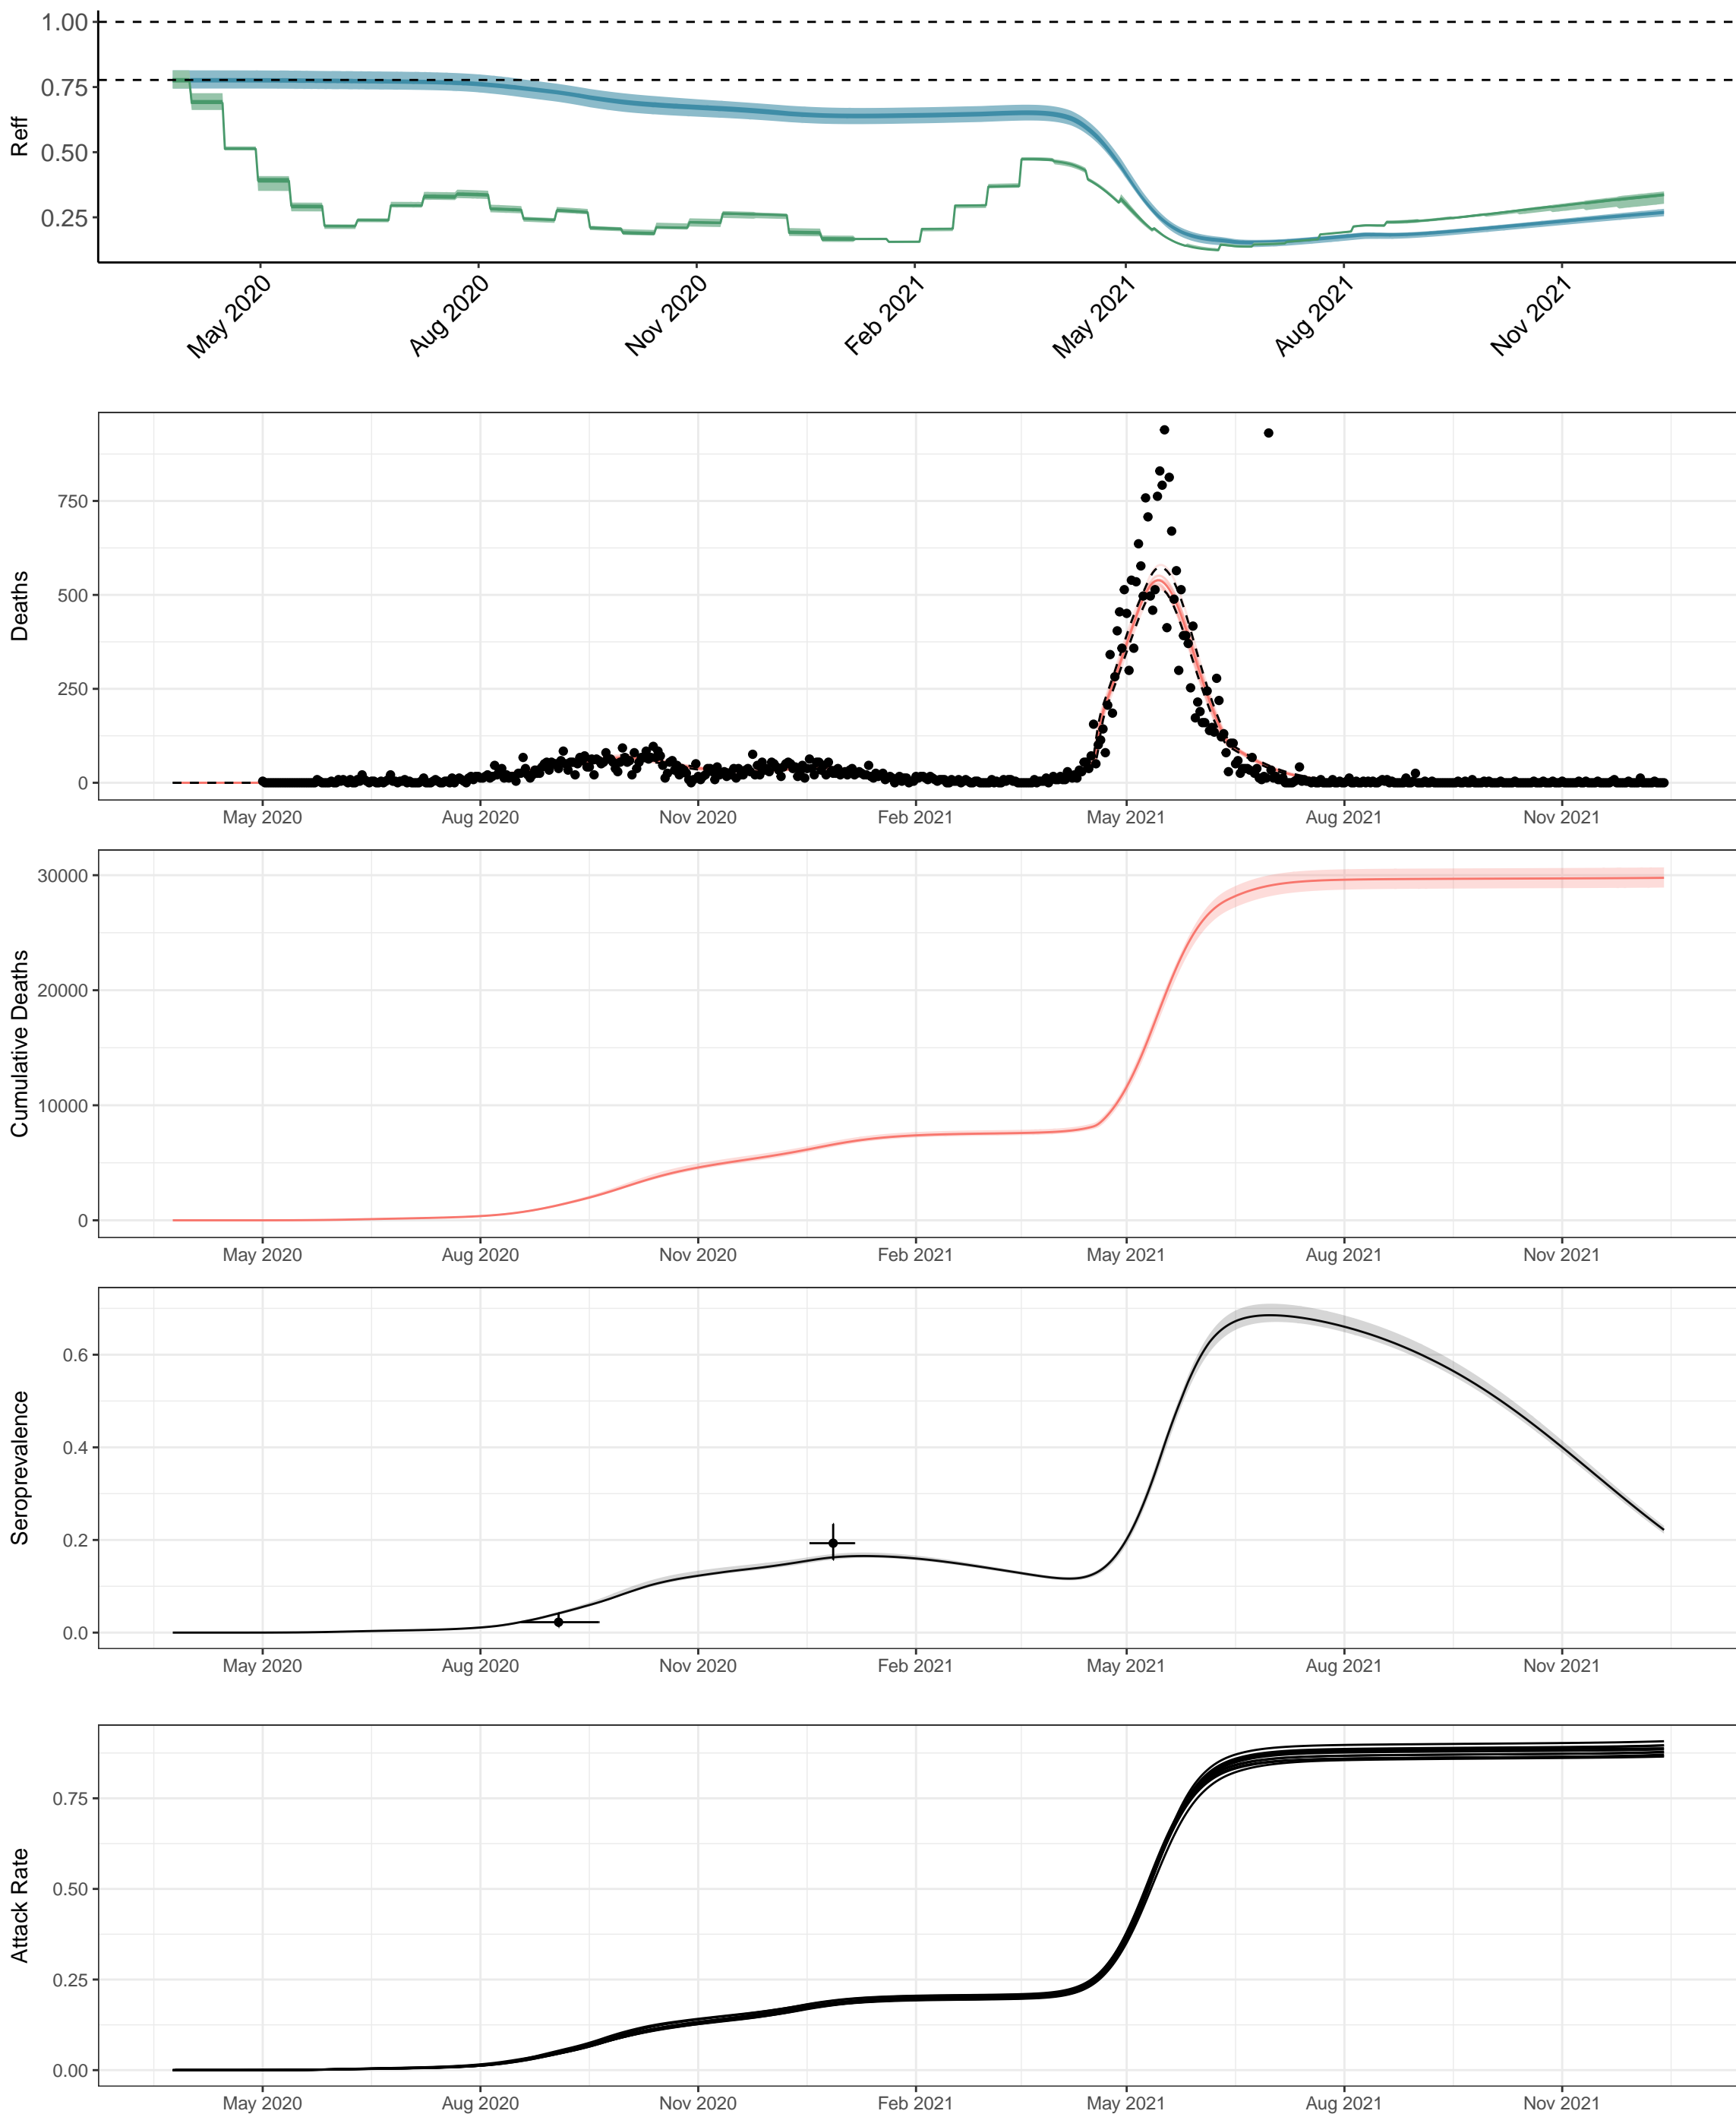 Reff
1.00
0.75
0.50
0.25
May 2020
Aug 2020
Nov 2020
Feb 2021
May 2021
Aug 2021
Nov 2021
Deaths
750
500
250
0
May 2020
Aug 2020
Nov 2020
Feb 2021
May 2021
Aug 2021
Nov 2021
Cumulative Deaths
30000
20000
10000
0
May 2020
Aug 2020
Nov 2020
Feb 2021
May 2021
Aug 2021
Nov 2021
Seroprevalence
0.6
0.4
0.2
0.0
May 2020
Aug 2020
Nov 2020
Feb 2021
May 2021
Aug 2021
Nov 2021
Attack Rate
0.75
0.50
0.25
0.00
May 2020
Aug 2020
Nov 2020
Feb 2021
May 2021
Aug 2021
Nov 2021